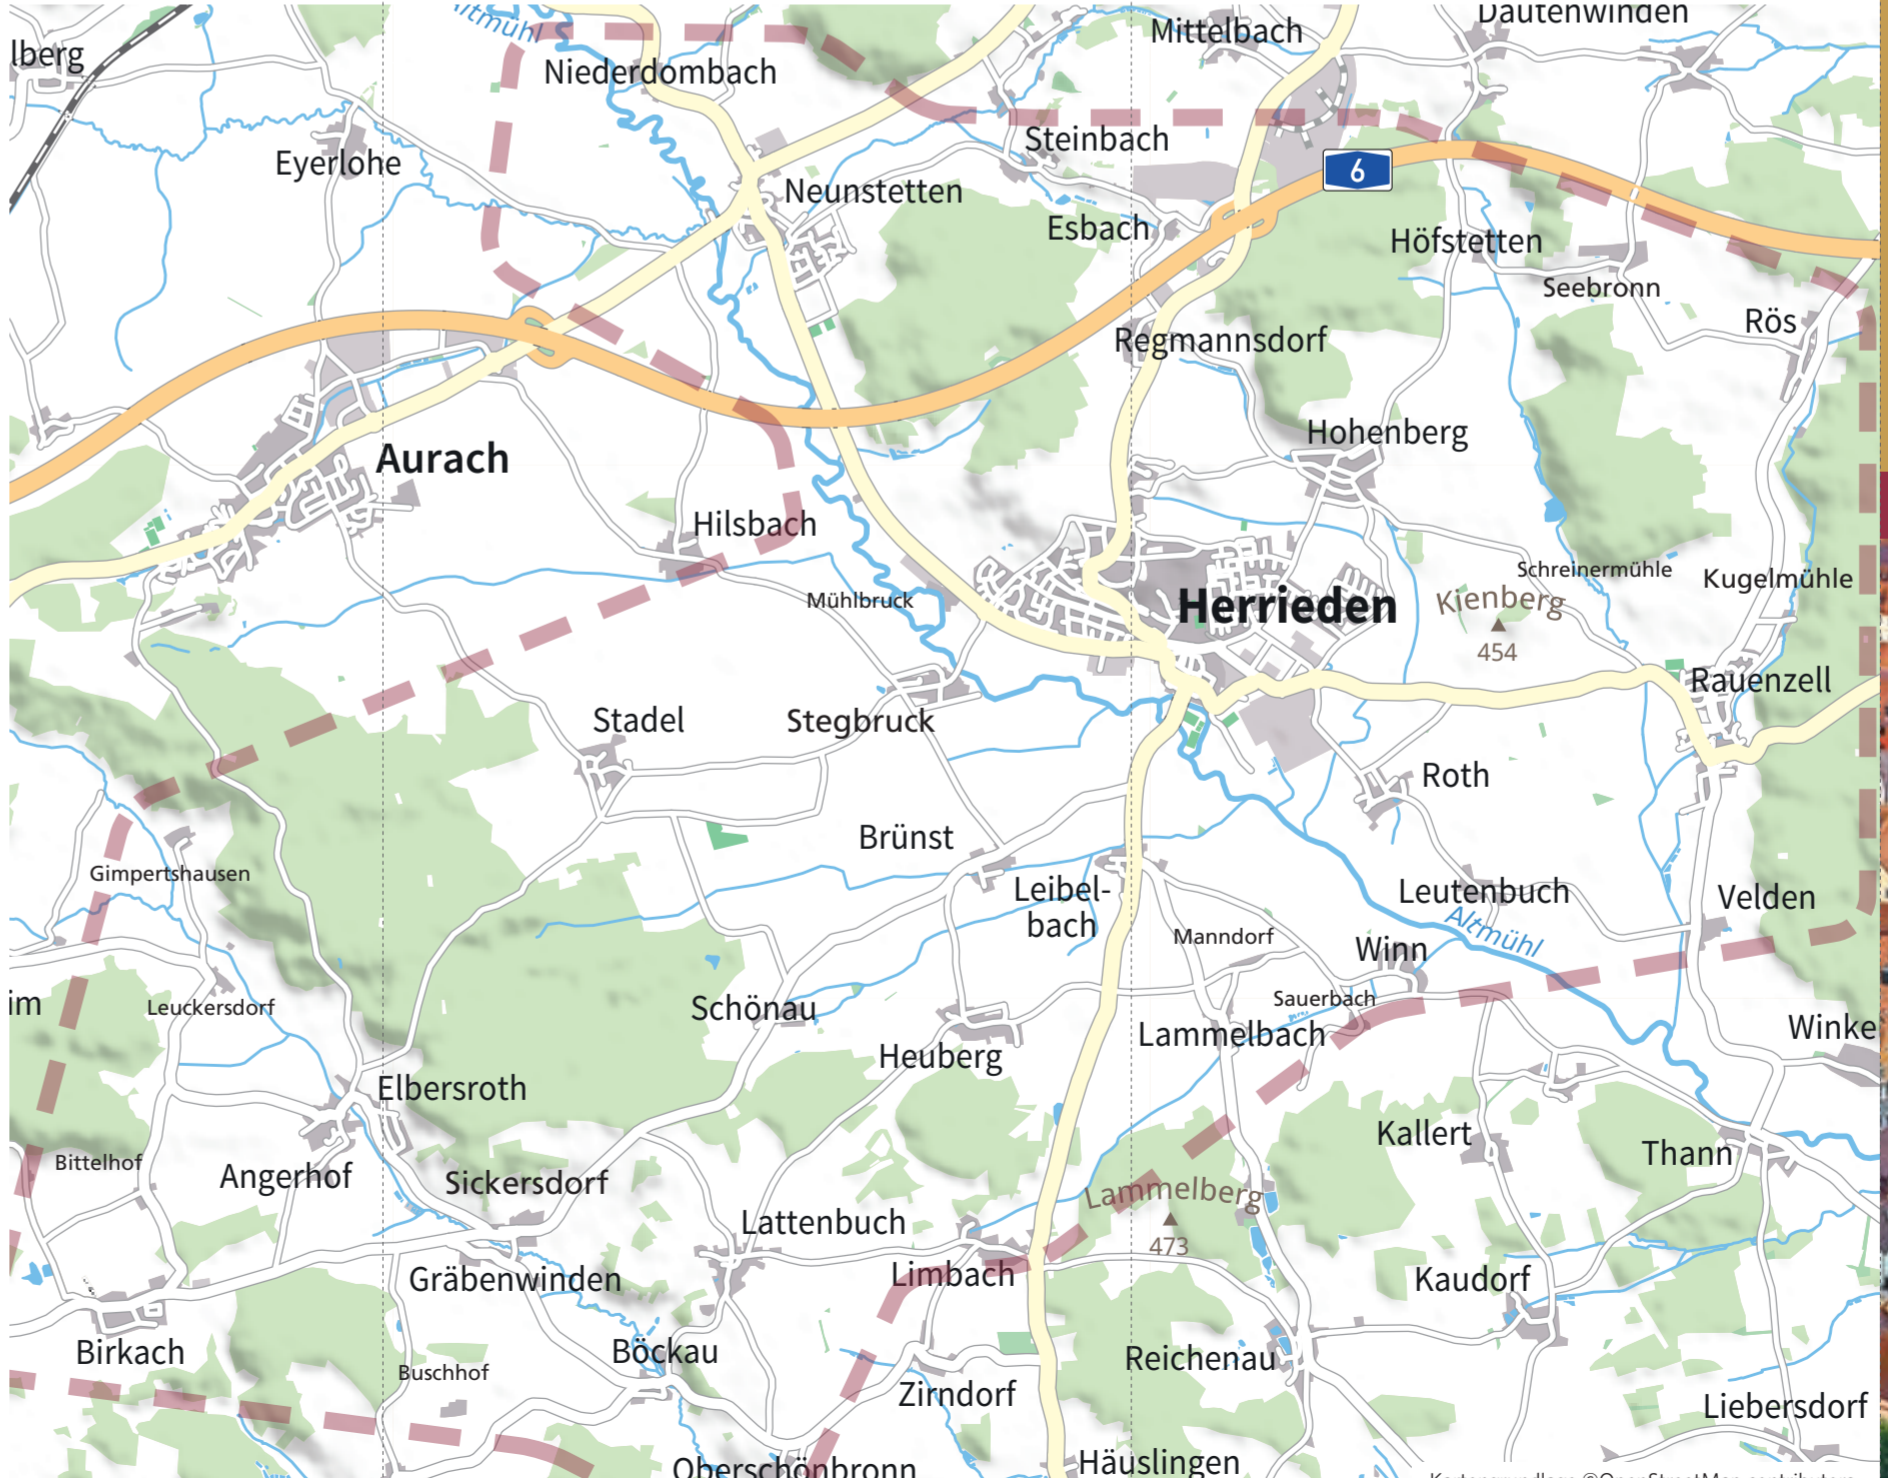 Altmühl
Dautenwinden
Mittelbach
lberg
Niederdombach
Steinbach
Eyerlohe
6
Neunstetten
Esbach
Höfstetten
Seebronn
Rös
Regmannsdorf
Hohenberg
Aurach
Hilsbach
Schreinermühle
Kugelmühle
Mühlbruck
Herrieden
Kienberg
454
Rauenzell
Stadel
Stegbruck
Roth
Brünst
Gimpertshausen
Leibel-
bach
Leutenbuch
Velden
Altmühl
Manndorf
Winn
im
Leuckersdorf
Schönau
Sauerbach
Lammelbach
Winke
Heuberg
Elbersroth
Kallert
Thann
Bittelhof
Angerhof
Sickersdorf
Lammelberg
473
Lattenbuch
Limbach
Gräbenwinden
Kaudorf
Birkach
Böckau
Reichenau
Buschhof
Zirndorf
Liebersdorf
Häuslingen
Oberschönbronn
Kartengrundlage ©OpenStreetMap contributors